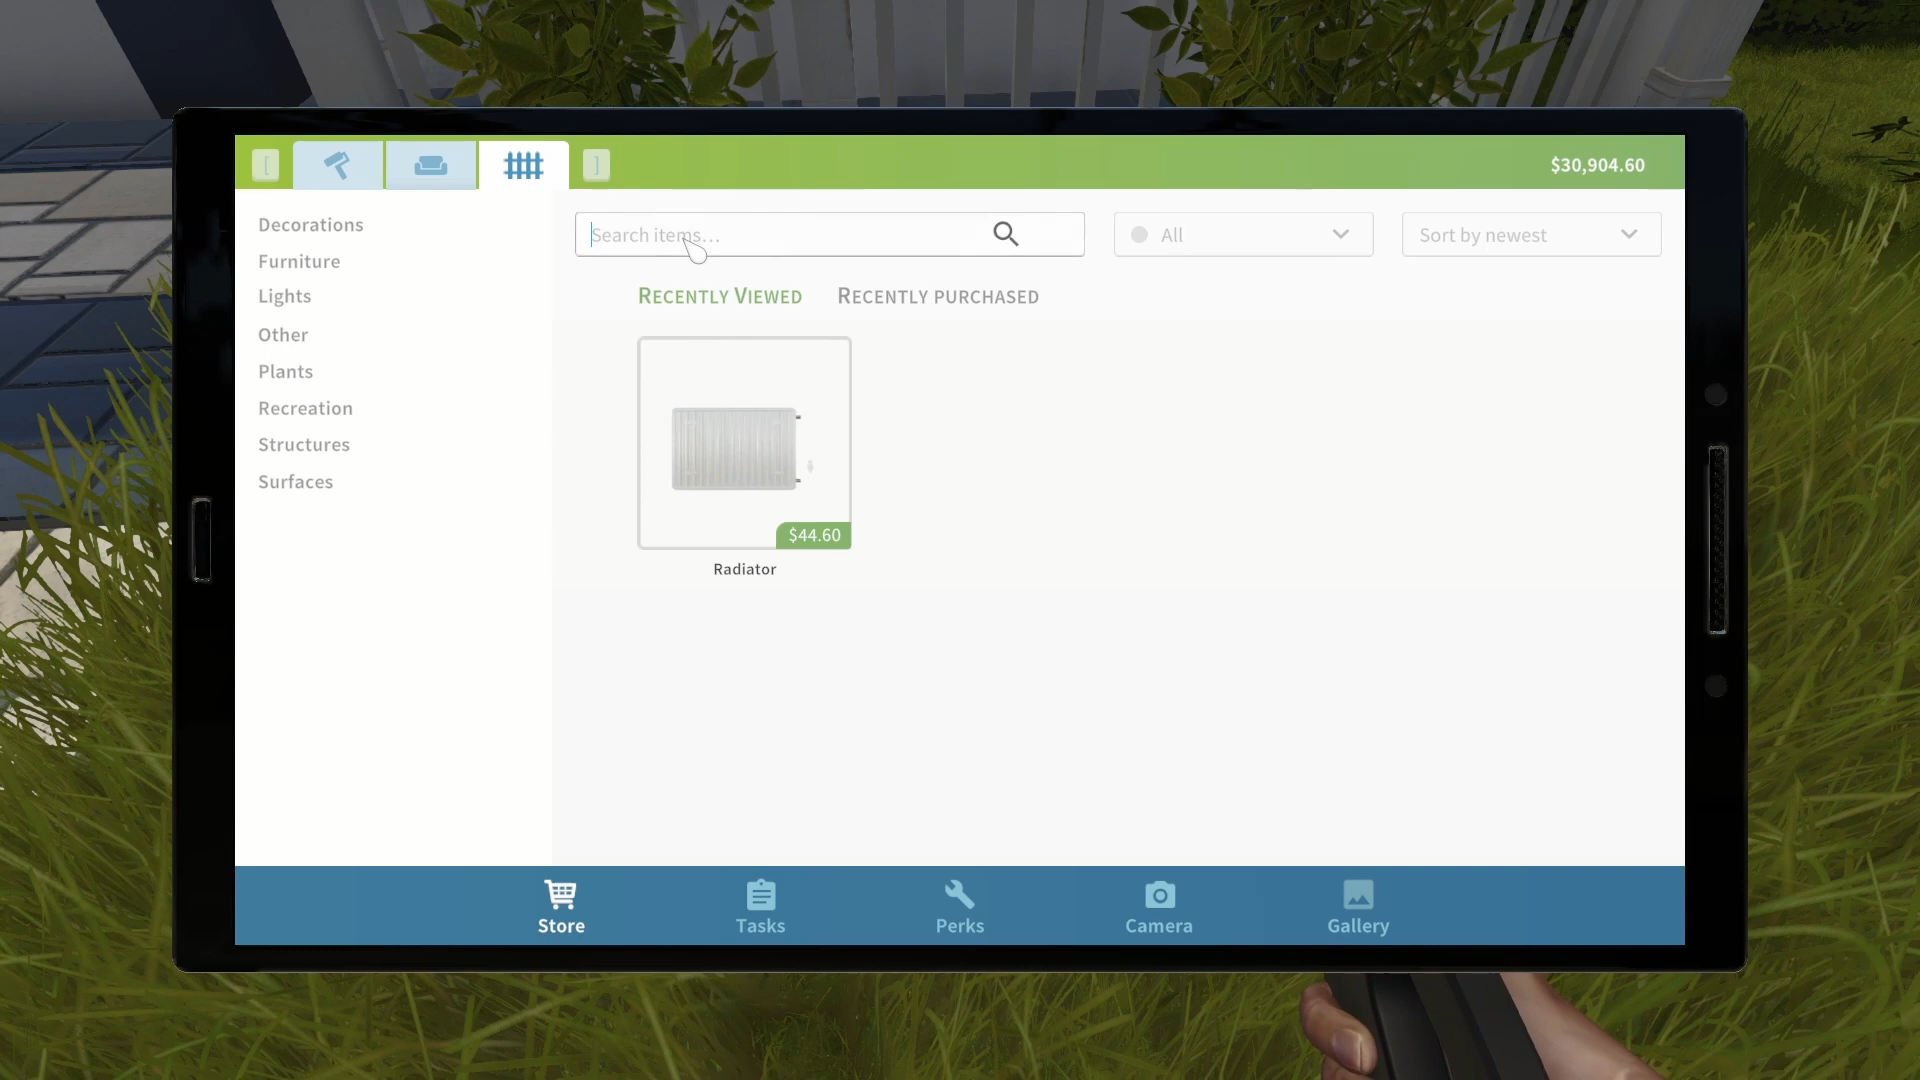 [
]
$30,904.60
Decorations
Furniture
Lights
Other
Plants
Recreation
Structures
Surfaces
Search items...
All
Sort by newest
RECENTLY VIEWED
RECENTLY PURCHASED
$44.60
Radiator
Store
Tasks
Perks
Camera
Gallery